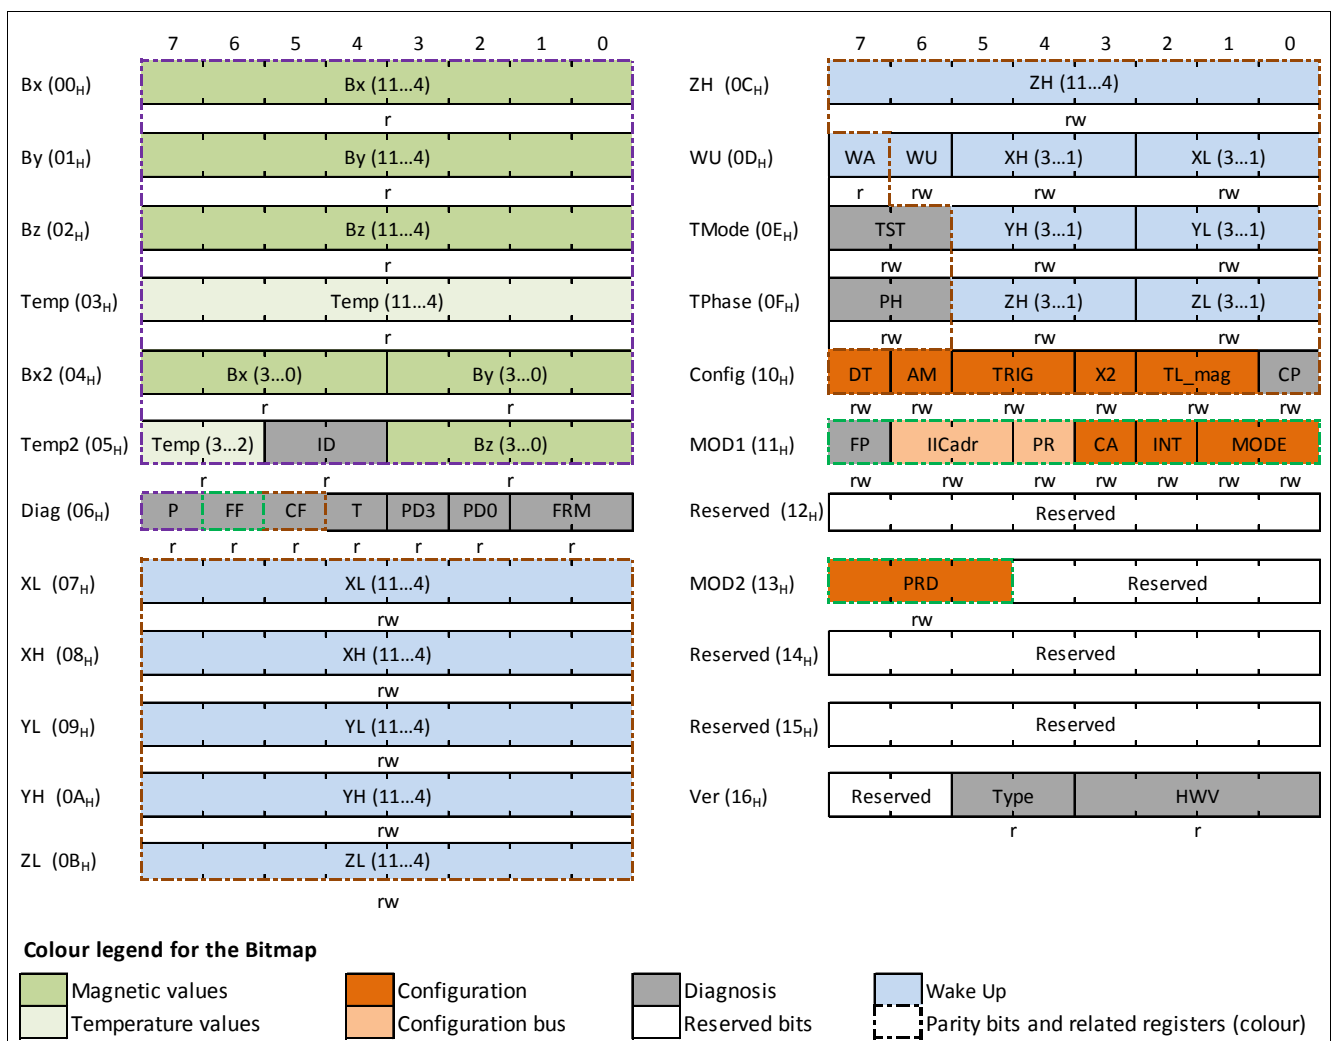 7 6 5 4 3 2 1 0
Bx (00H) Bx (11...4)
r
By (01H) By (11...4)
r
Bz (02H) Bz (11...4)
r
Temp (03H) Temp (11...4)
r
Bx2 (04H) Bx (3...0) By (3...0)
r r
Temp2 (05H) Temp (3...2) ID Bz (3...0)
r r r
Diag (06H) P FF CF T PD3 PD0 FRM
r r r r r r r
XL (07H) XL (11...4)
rw
XH (08H) XH (11...4)
rw
YL (09H) YL (11...4)
rw
YH (0AH) YH (11...4)
rw
ZL (0BH) ZL (11...4)
rw
7 6 5 4 3 2 1 0
ZH (0CH) ZH (11...4)
rw
WU (0DH) WA WU XH (3...1) XL (3...1)
r rw rw rw
TMode (0EH) TST YH (3...1) YL (3...1)
rw rw rw
TPhase (0FH) PH ZH (3...1) ZL (3...1)
rw rw rw
Config (10H) DT AM TRIG X2 TL_mag CP
rw rw rw rw rw rw
MOD1 (11H) FP IICadr PR CA INT MODE
rw rw rw rw rw rw rw
Reserved (12H) Reserved
MOD2 (13H) PRD Reserved
rw
Reserved (14H) Reserved
Reserved (15H) Reserved
Ver (16H) Reserved Type HWV
r r
Colour legend for the Bitmap
Magnetic values Configuration Diagnosis Wake Up
Temperature values Configuration bus Reserved bits Parity bits and related registers (colour)